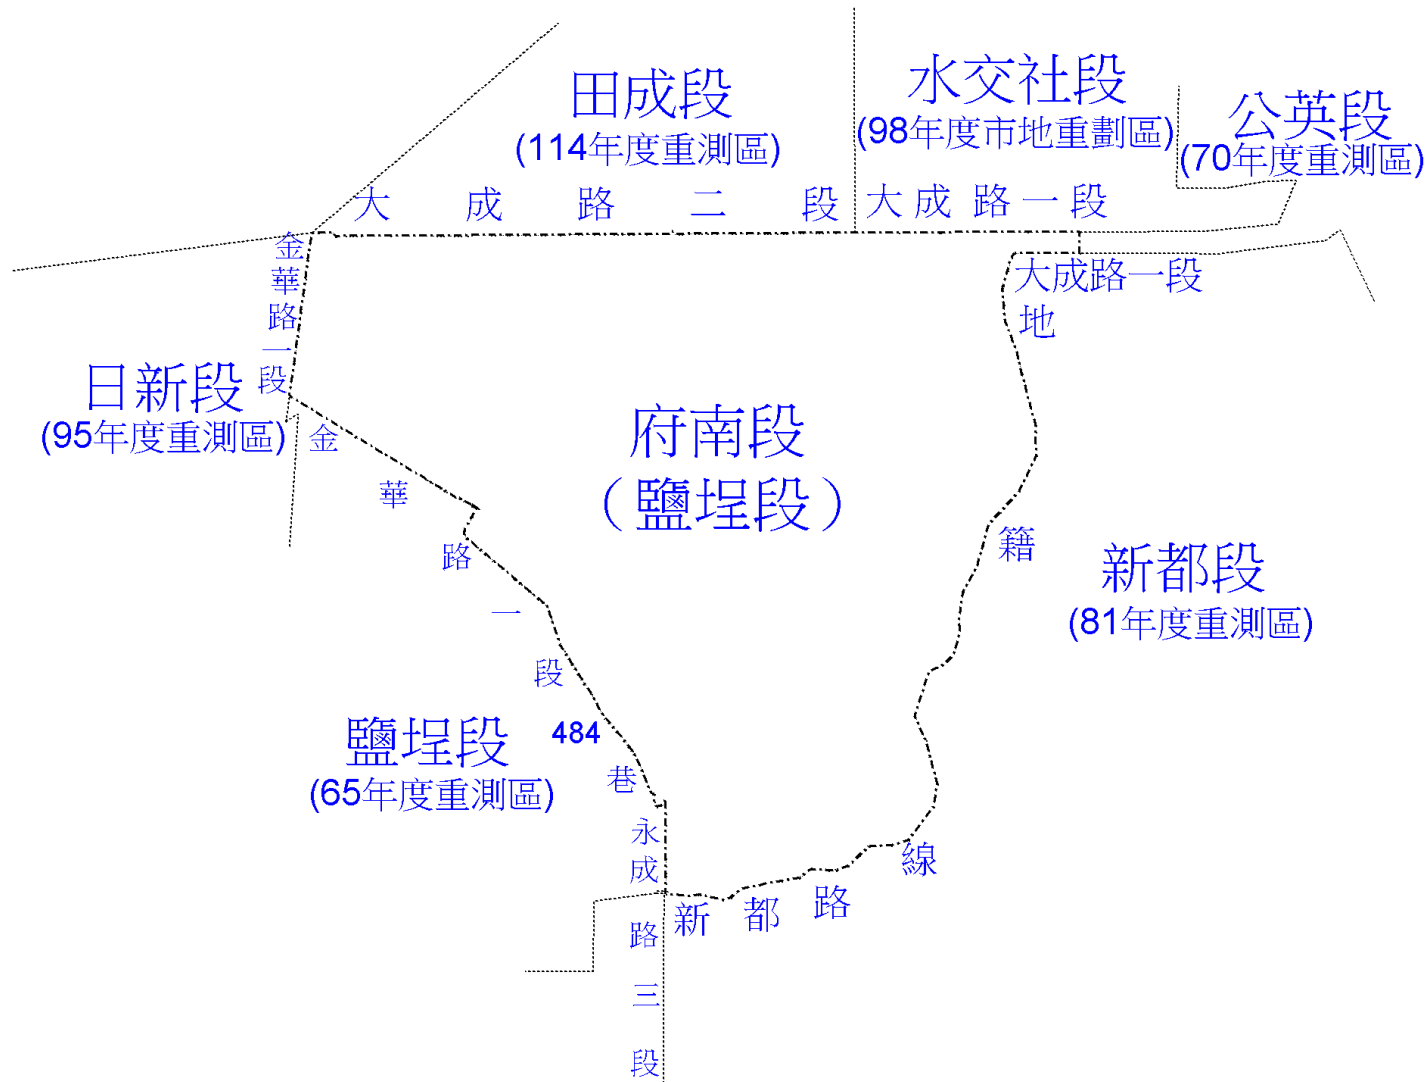 田成段
(114年度重測區)
水交社段
(98年度市地重劃區)
公英段
(70年度重測區)
大成路二段
大成路一段
大成路一段
金華路一段
日新段
(95年度重測區)
府南段
（鹽埕段）
地籍線
新都段
(81年度重測區)
金華路一段484巷
鹽埕段
(65年度重測區)
永成路三段
新都路